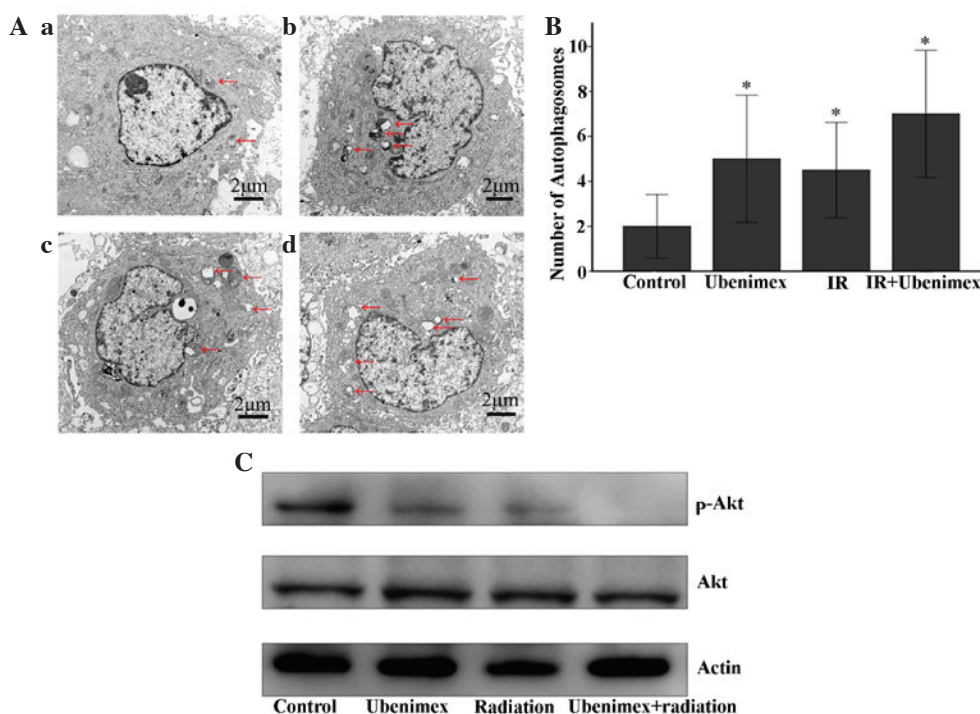 A
a
2μm
b
2μm
c
2μm
d
2μm
B
Number of Autophagosomes
10
8
6
4
2
0
*
*
*
Control Ubenimex IR IR+Ubenimex
C
p-Akt
Akt
Actin
Control Ubenimex Radiation Ubenimex+radiation